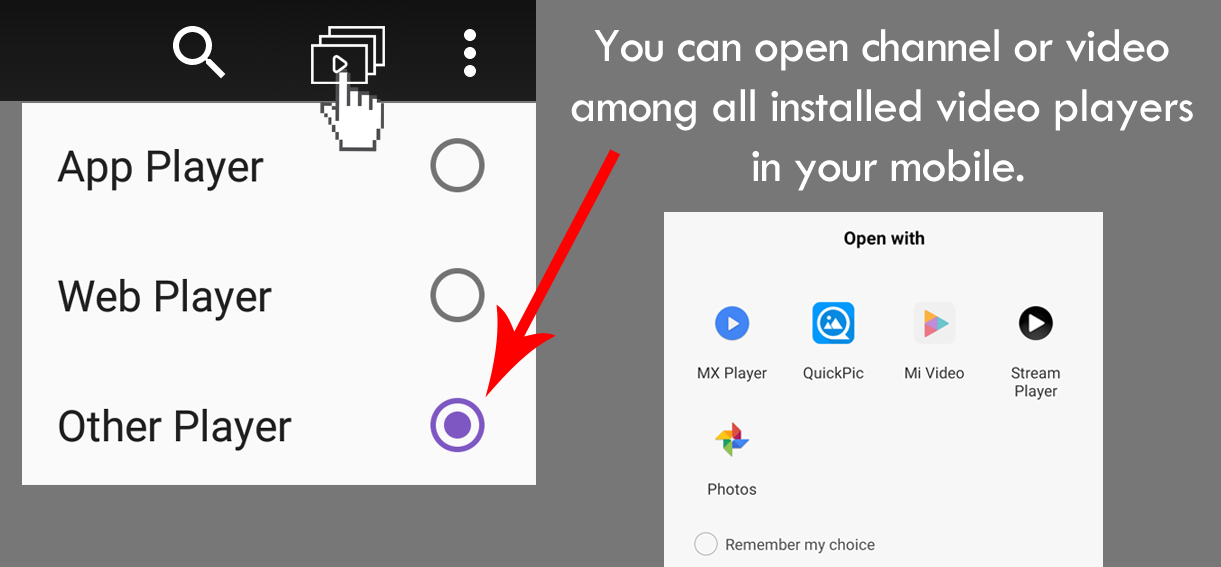 You can open channel or video
among all installed video players
in your mobile.
App Player
Web Player
Other Player
Open with
MX Player
QuickPic
Mi Video
Stream
Player
Photos
Remember my choice